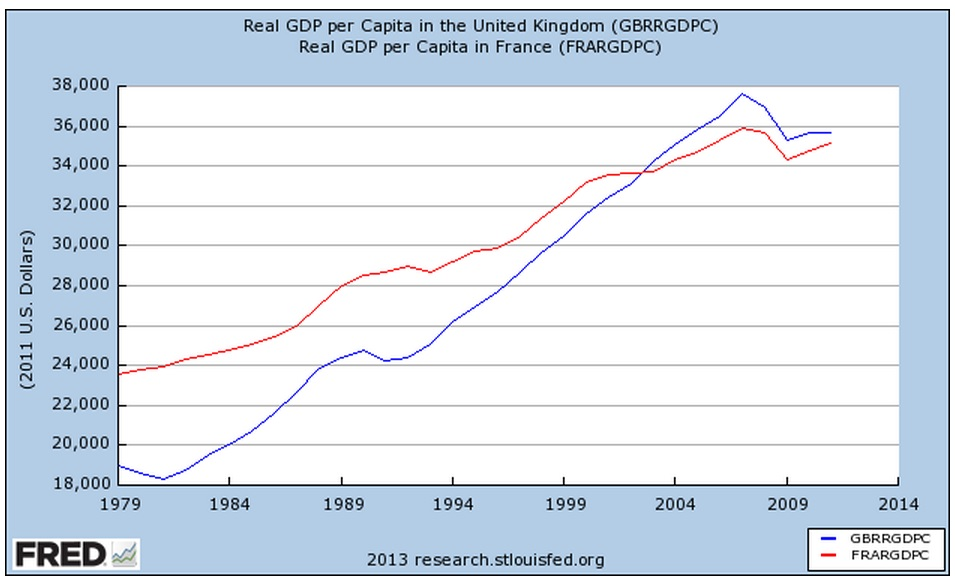 Real GDP per Capita in the United Kingdom (GBRRGDPC)
Real GDP per Capita in France (FRARGDPC)
38,000
36,000
34,000
32,000
30,000
28,000
26,000
24,000
22,000
20,000
18,000
(2011 U.S. Dollars)
1979 1984 1989 1994 1999 2004 2009 2014
FRED
2013 research.stlouisfed.org
GBRRGDPC
FRARGDPC